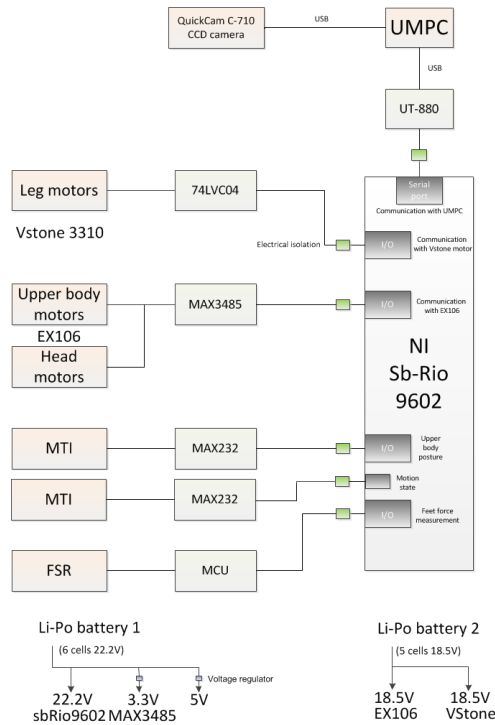 QuickCam C-710
CCD camera
USB
UMPC
USB
UT-880
Serial
port
Communication with UMPC
Leg motors
74LVC04
Vstone 3310
Electrical isolation
I/O
Communication
with Vstone motor
Upper body
motors
MAX3485
I/O
Communication
with EX106
EX106
Head
motors
NI
Sb-Rio
9602
MTI
MAX232
I/O
Upper
body
posture
MTI
MAX232
Motion
state
I/O
Feet force
measurement
FSR
MCU
Li-Po battery 1
(6 cells 22.2V)
Voltage regulator
22.2V
3.3V
5V
sbRio9602
MAX3485
Li-Po battery 2
(5 cells 18.5V)
18.5V
18.5V
EX106
VStone